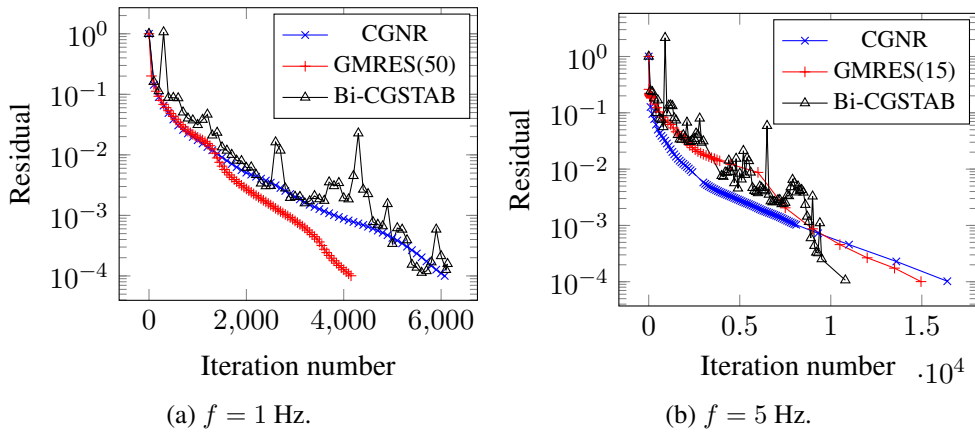 10^0
10^{-1}
10^{-2}
10^{-3}
10^{-4}
Residual
0
2,000
4,000
6,000
Iteration number
CGNR
GMRES(50)
Bi-CGSTAB
(a) f = 1 Hz.
10^0
10^{-1}
10^{-2}
10^{-3}
10^{-4}
Residual
0
0.5
1
1.5
·10^4
Iteration number
CGNR
GMRES(15)
Bi-CGSTAB
(b) f = 5 Hz.